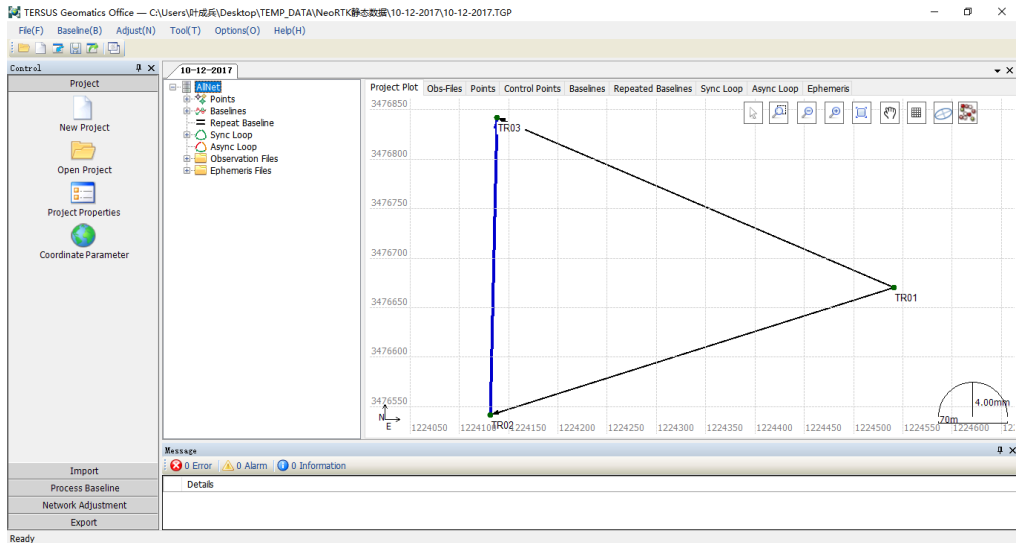 TERSUS Geomatics Office — C:\Users\叶成兵\Desktop\TEMP_DATA\NeoRTK静态数据\10-12-2017\10-12-2017.TGP
File(F) Baseline(B) Adjust(N) Tool(T) Options(O) Help(H)
Control
Project
New Project
Open Project
Project Properties
Coordinate Parameter
Import
Process Baseline
Network Adjustment
Export
10-12-2017
AllNet
Points
Baselines
Repeat Baseline
Sync Loop
Async Loop
Observation Files
Ephemeris Files
Project Plot Obs-Files Points Control Points Baselines Repeated Baselines Sync Loop Async Loop Ephemeris
3476850
TR03
3476800
3476750
3476700
TR01
3476650
3476600
3476550
4.00mm
N
70m
TR02
E
1224050 1224100 1224150 1224200 1224250 1224300 1224350 1224400 1224450 1224500 1224550 1224600 12
Message
0 Error 0 Alarm 0 Information
Details
Ready